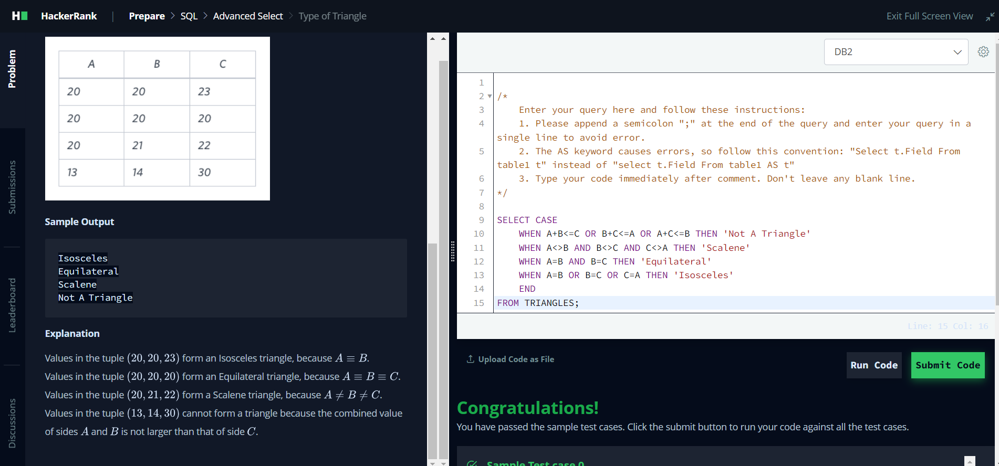 HackerRank | Prepare > SQL > Advanced Select > Type of Triangle
Exit Full Screen View
Problem
Submissions
Leaderboard
Discussions
A B C
20 20 23
20 20 20
20 21 22
13 14 30
Sample Output
Isosceles
Equilateral
Scalene
Not A Triangle
Explanation
Values in the tuple (20, 20, 23) form an Isosceles triangle, because A ≡ B.
Values in the tuple (20, 20, 20) form an Equilateral triangle, because A ≡ B ≡ C.
Values in the tuple (20, 21, 22) form a Scalene triangle, because A ≠ B ≠ C.
Values in the tuple (13, 14, 30) cannot form a triangle because the combined value
of sides A and B is not larger than that of side C.
DB2
1
2 /*
3     Enter your query here and follow these instructions:
4     1. Please append a semicolon ";" at the end of the query and enter your query in a
single line to avoid error.
5     2. The AS keyword causes errors, so follow this convention: "Select t.Field From
table1 t" instead of "select t.Field From table1 AS t"
6     3. Type your code immediately after comment. Don't leave any blank line.
7 */
8
9 SELECT CASE
10     WHEN A+B<=C OR B+C<=A OR A+C<=B THEN 'Not A Triangle'
11     WHEN A<>B AND B<>C AND C<>A THEN 'Scalene'
12     WHEN A=B AND B=C THEN 'Equilateral'
13     WHEN A=B OR B=C OR C=A THEN 'Isosceles'
14     END
15 FROM TRIANGLES;
Line: 15 Col: 16
Upload Code as File
Run Code
Submit Code
Congratulations!
You have passed the sample test cases. Click the submit button to run your code against all the test cases.
Sample Test case 0